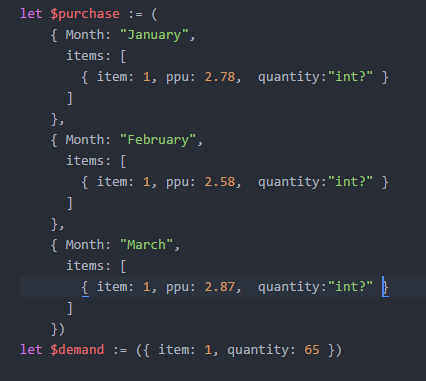 let $purchase := (
{ Month: "January",
items: [
{ item: 1, ppu: 2.78,  quantity:"int?" }
]
},
{ Month: "February",
items: [
{ item: 1, ppu: 2.58,  quantity:"int?" }
]
},
{ Month: "March",
items: [
{ item: 1, ppu: 2.87,  quantity:"int?" }
]
})
let $demand := ({ item: 1, quantity: 65 })